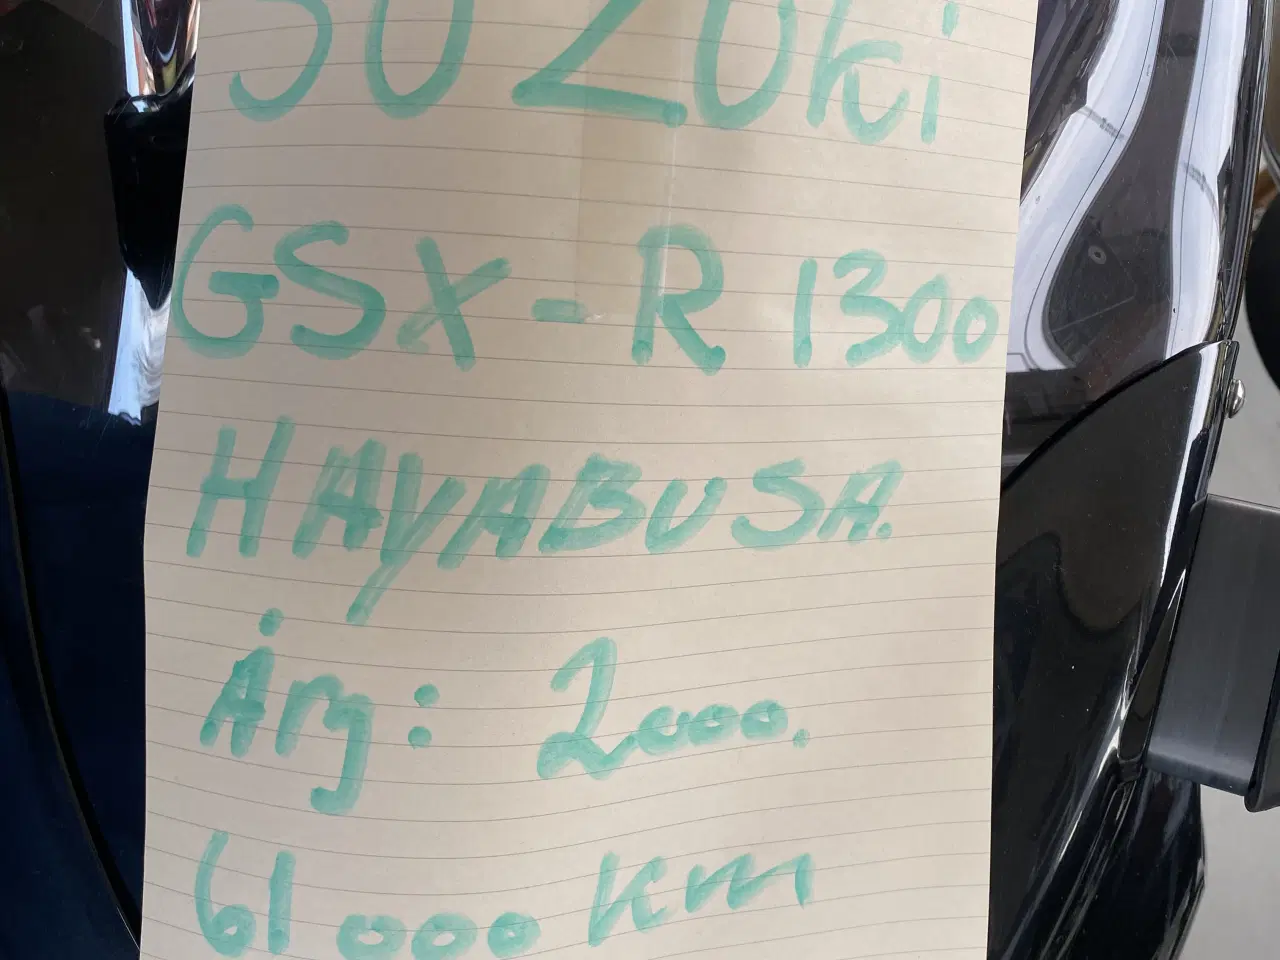 SUZUKi
GSX-R 1300
HAYABUSA.
Årg: 2000.
61000 km